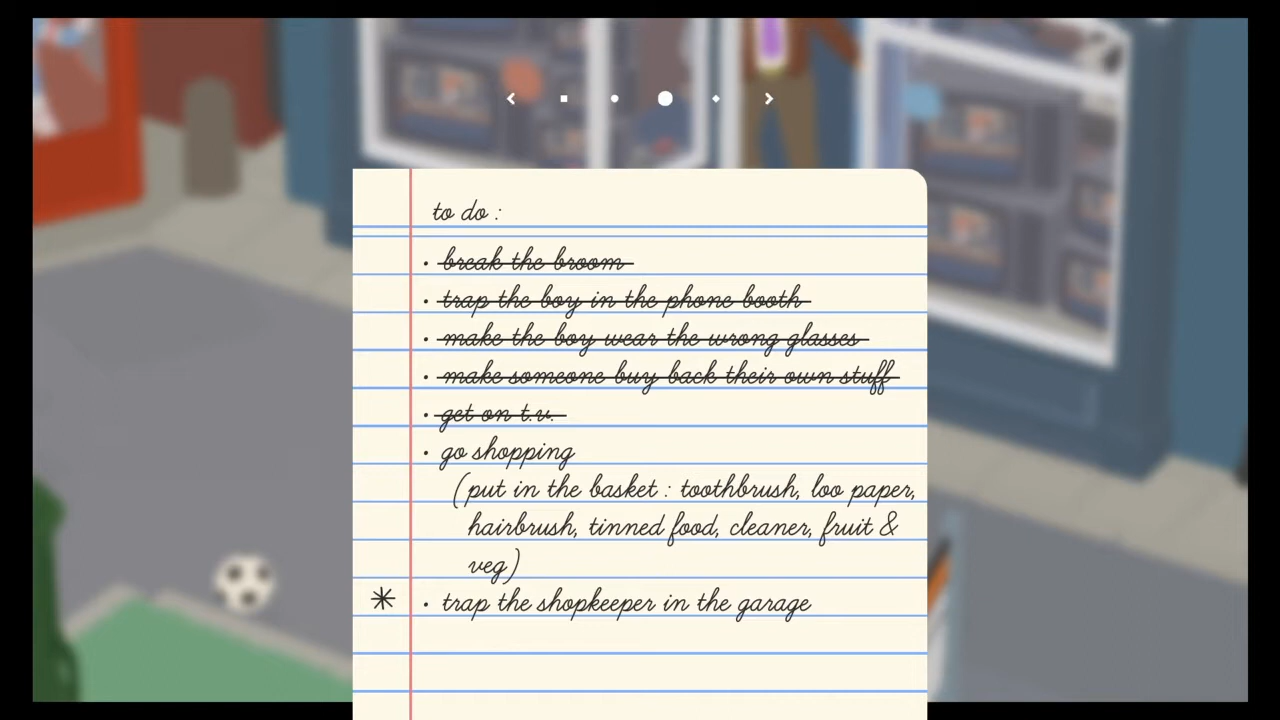 to do :
• break the broom
• trap the boy in the phone booth
• make the boy wear the wrong glasses
• make someone buy back their own stuff
• get on t.v.
• go shopping
(put in the basket : toothbrush, loo paper,
hairbrush, tinned food, cleaner, fruit &
veg)
• trap the shopkeeper in the garage